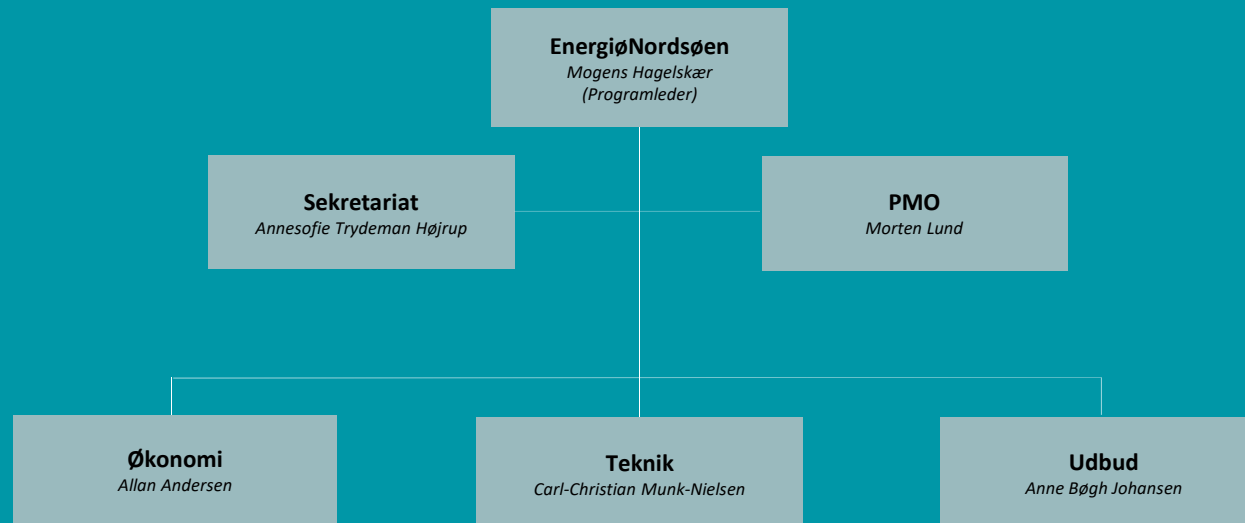 EnergiøNordsøen
Mogens Hagelskær
(Programleder)
Sekretariat
Annesofie Trydeman Højrup
PMO
Morten Lund
Økonomi
Allan Andersen
Teknik
Carl-Christian Munk-Nielsen
Udbud
Anne Bøgh Johansen